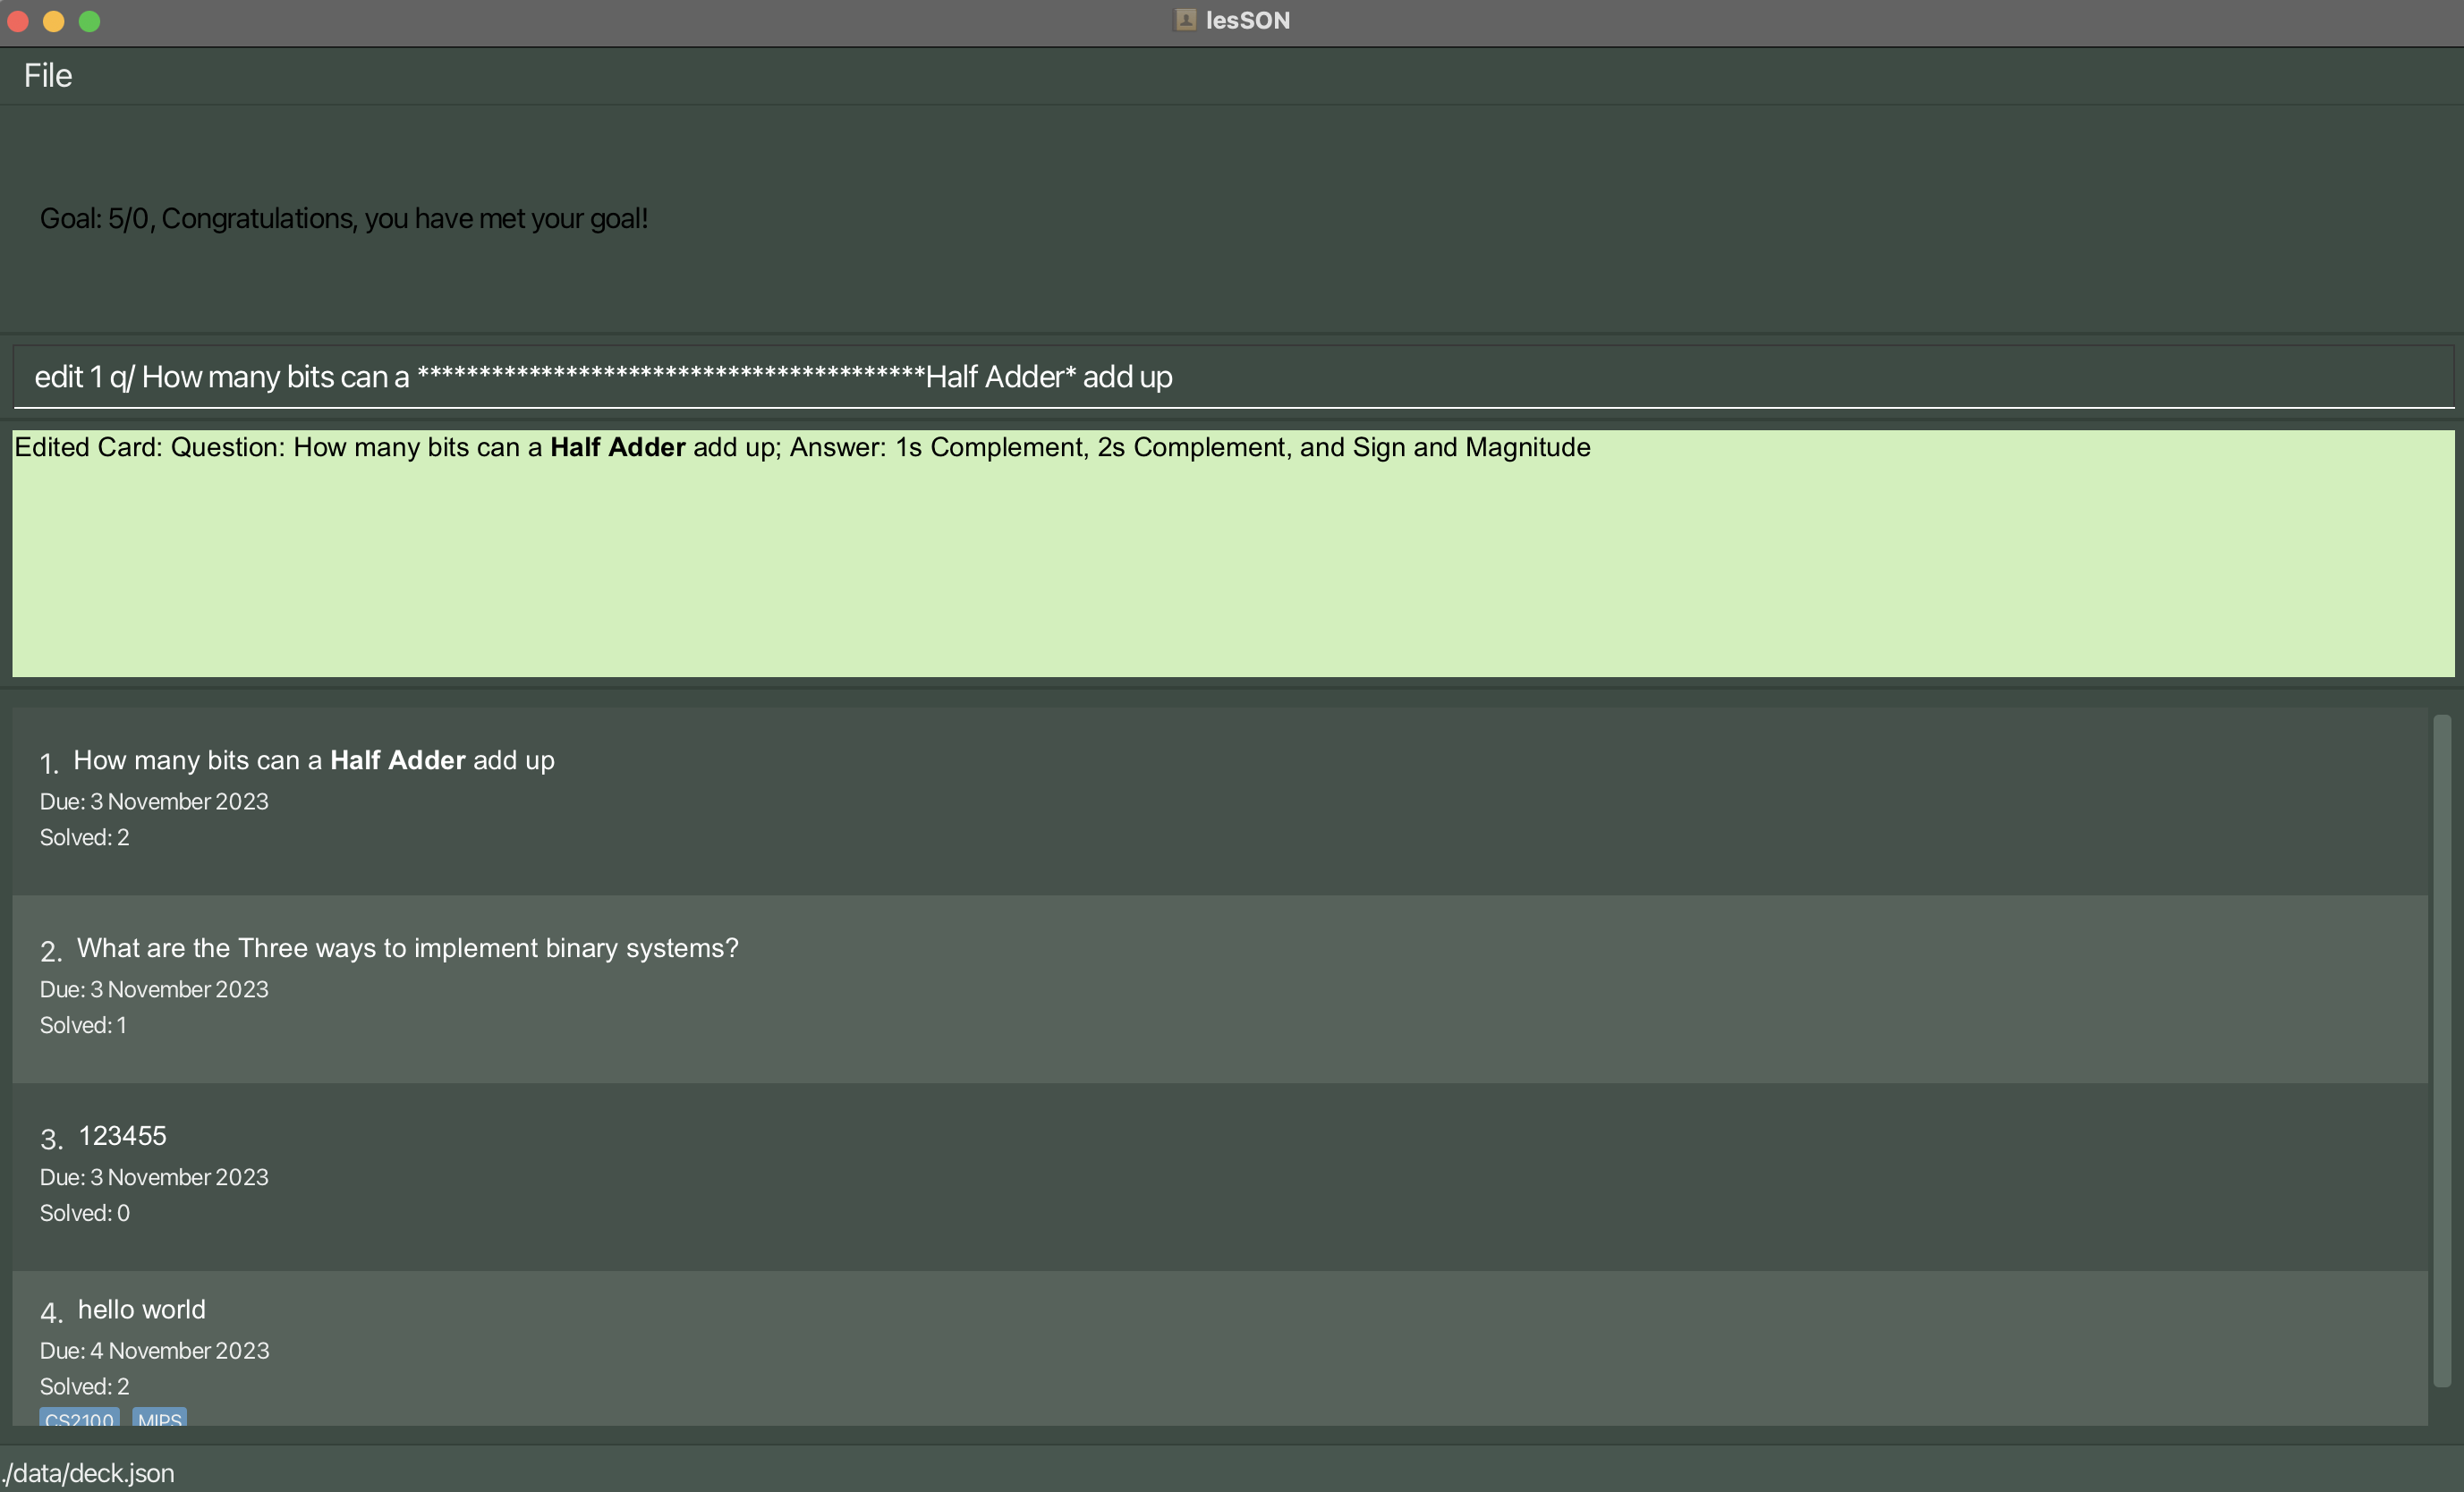 lesSON
File
Goal: 5/0, Congratulations, you have met your goal!
edit 1 q/ How many bits can a *****************************************Half Adder* add up
Edited Card: Question: How many bits can a Half Adder add up; Answer: 1s Complement, 2s Complement, and Sign and Magnitude
1. How many bits can a Half Adder add up
Due: 3 November 2023
Solved: 2
2. What are the Three ways to implement binary systems?
Due: 3 November 2023
Solved: 1
3. 123455
Due: 3 November 2023
Solved: 0
4. hello world
Due: 4 November 2023
Solved: 2
CS2100 MIPS
./data/deck.json